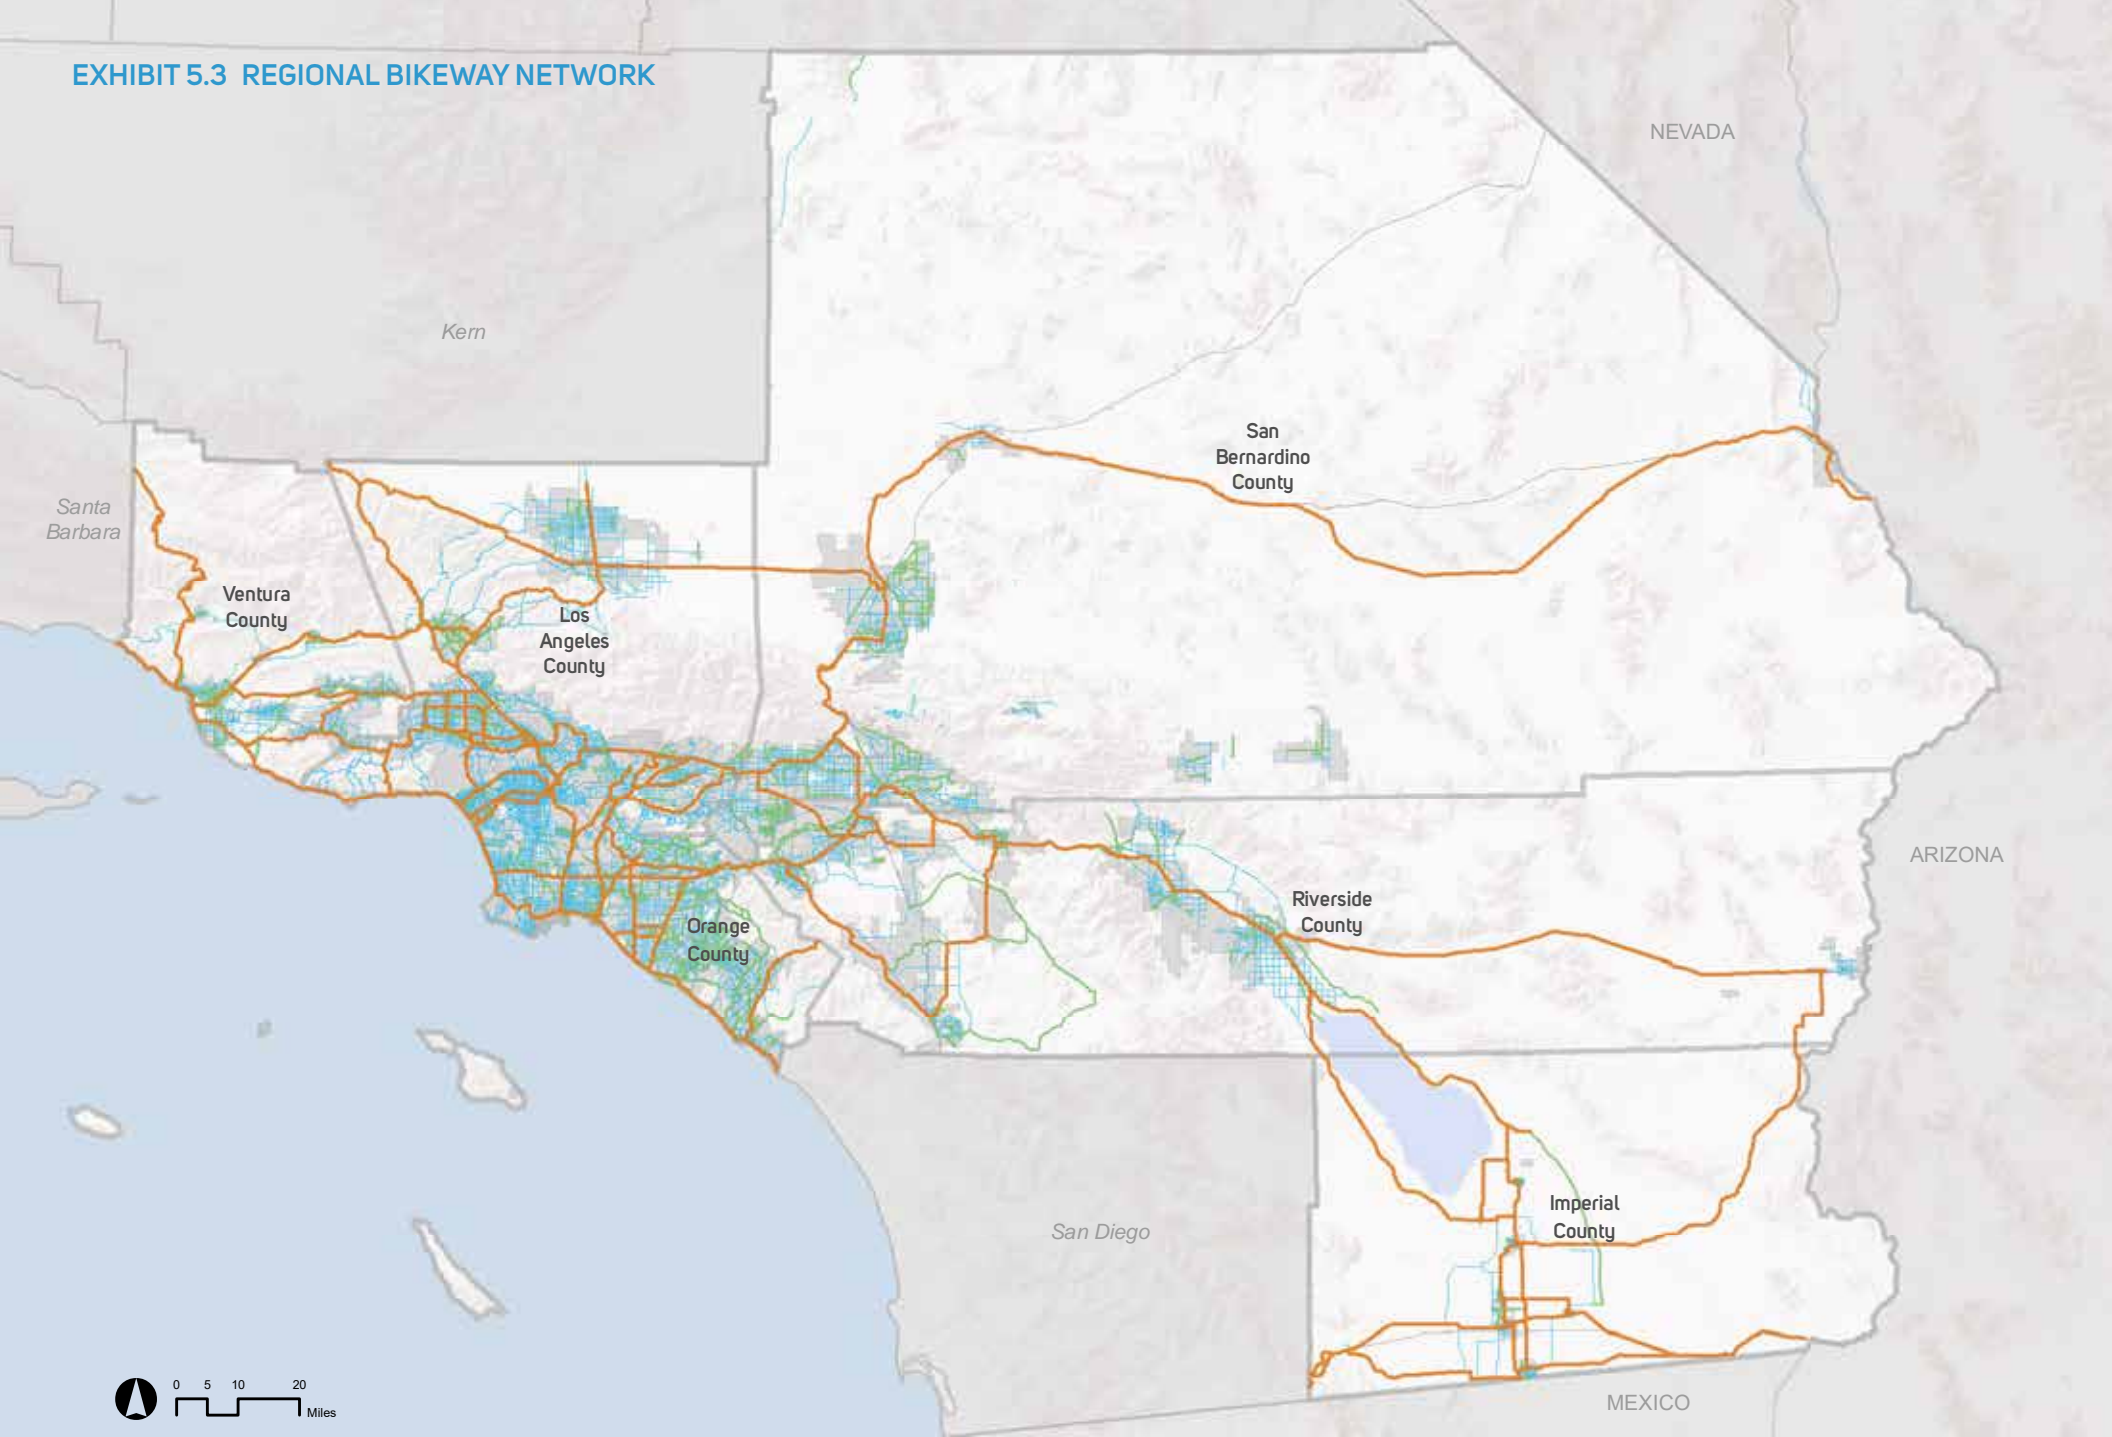 EXHIBIT 5.3 REGIONAL BIKEWAY NETWORK
NEVADA
Kern
San
Bernardino
County
Santa
Barbara
Ventura
County
Los
Angeles
County
ARIZONA
Riverside
County
Orange
County
Imperial
County
San Diego
0 5 10 20
Miles
MEXICO